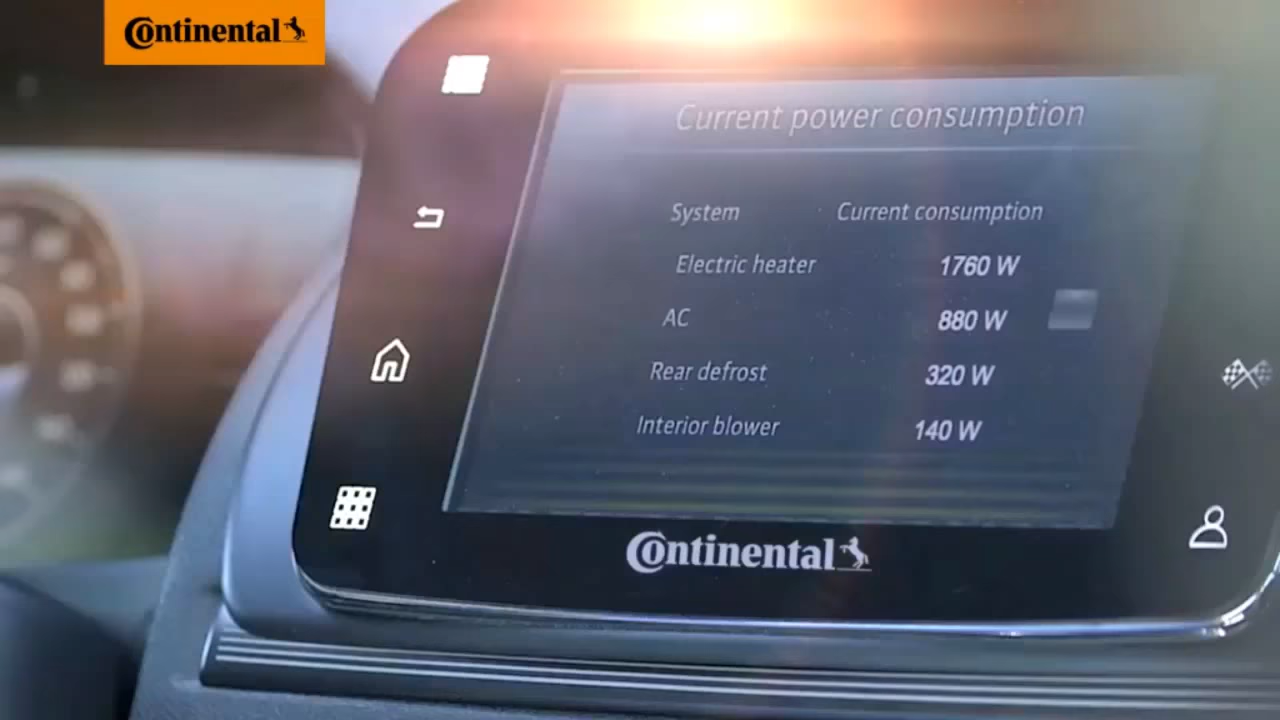 Continental
Current power consumption
System Current consumption
Electric heater 1760 W
AC 880 W
Rear defrost 320 W
Interior blower 140 W
Continental